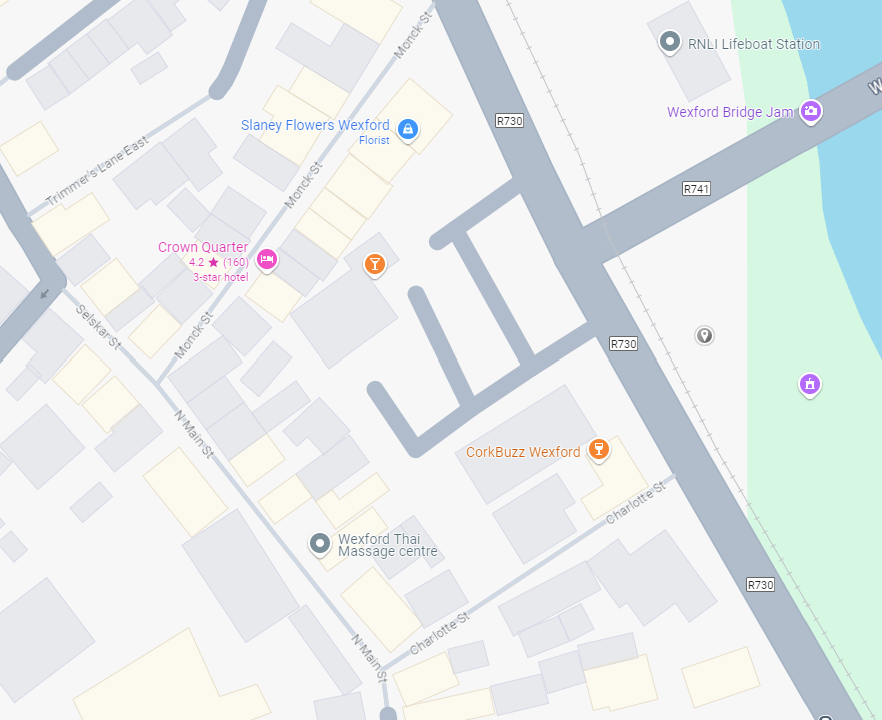 Monck St
RNLI Lifeboat Station
W
Wexford Bridge Jam
R730
Slaney Flowers Wexford
Florist
Trimmer's Lane East
Monck St
R741
Crown Quarter
4.2 ★ (160)
3-star hotel
Selskar St
Monck St
R730
N Main St
CorkBuzz Wexford
Charlotte St
Wexford Thai
Massage centre
R730
Charlotte St
N Main St